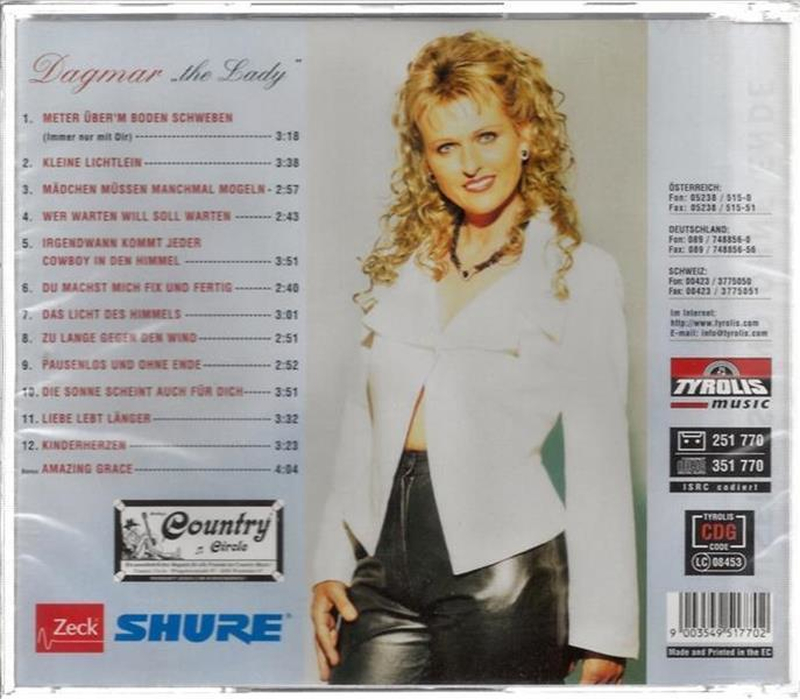 Dagmar „the Lady"
1. METER ÜBER'M BODEN SCHWEBEN
(Immer nur mit Dir) 3:18
2. KLEINE LICHTLEIN 3:38
3. MÄDCHEN MÜSSEN MANCHMAL MOGELN - 2:57
4. WER WARTEN WILL SOLL WARTEN 2:43
5. IRGENDWANN KOMMT JEDER
COWBOY IN DEN HIMMEL 3:51
6. DU MACHST MICH FIX UND FERTIG 2:40
7. DAS LICHT DES HIMMELS 3:01
8. ZU LANGE GEGEN DEN WIND 2:51
9. PAUSENLOS UND OHNE ENDE 2:52
10. DIE SONNE SCHEINT AUCH FÜR DICH 3:51
11. LIEBE LEBT LÄNGER 3:32
12. KINDERHERZEN 3:23
Bonus AMAZING GRACE 4:04
Country
Circle
Zeck
SHURE
ÖSTERREICH:
Fon: 05238 / 515-0
Fax: 05238 / 515-51
DEUTSCHLAND:
Fon: 089 / 748856-0
Fax: 089 / 748856-56
SCHWEIZ:
Fon: 00423 / 3775050
Fax: 00423 / 3775051
Im Internet:
http://www.tyrolis.com
E-mail: info@tyrolis.com
TYROLIS
music
251 770
351 770
ISRC codiert
TYROLIS
CDG
CODE
LC 08453
9 003549 517702
Made and Printed in the EC